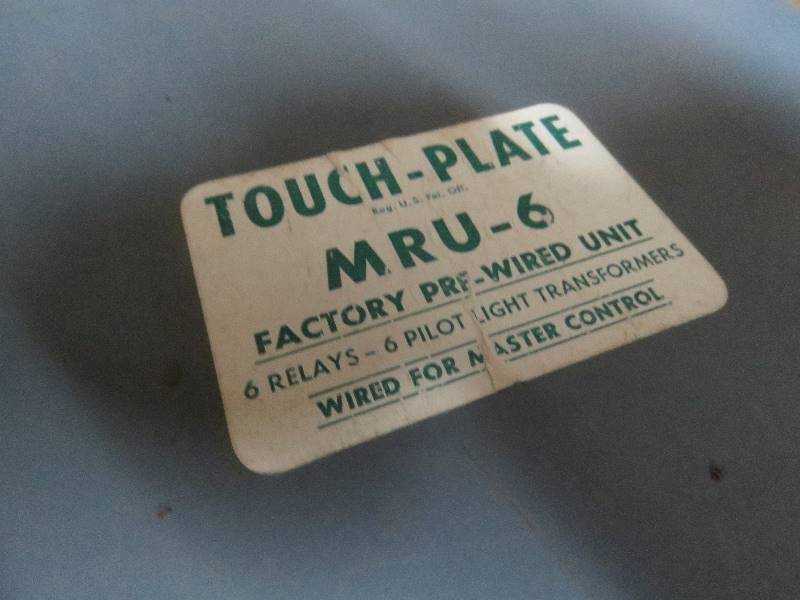 TOUCH-PLATE
Reg. U.S. Pat. Off.
MRU-6
FACTORY PRE-WIRED UNIT
6 RELAYS - 6 PILOT LIGHT TRANSFORMERS
WIRED FOR MASTER CONTROL